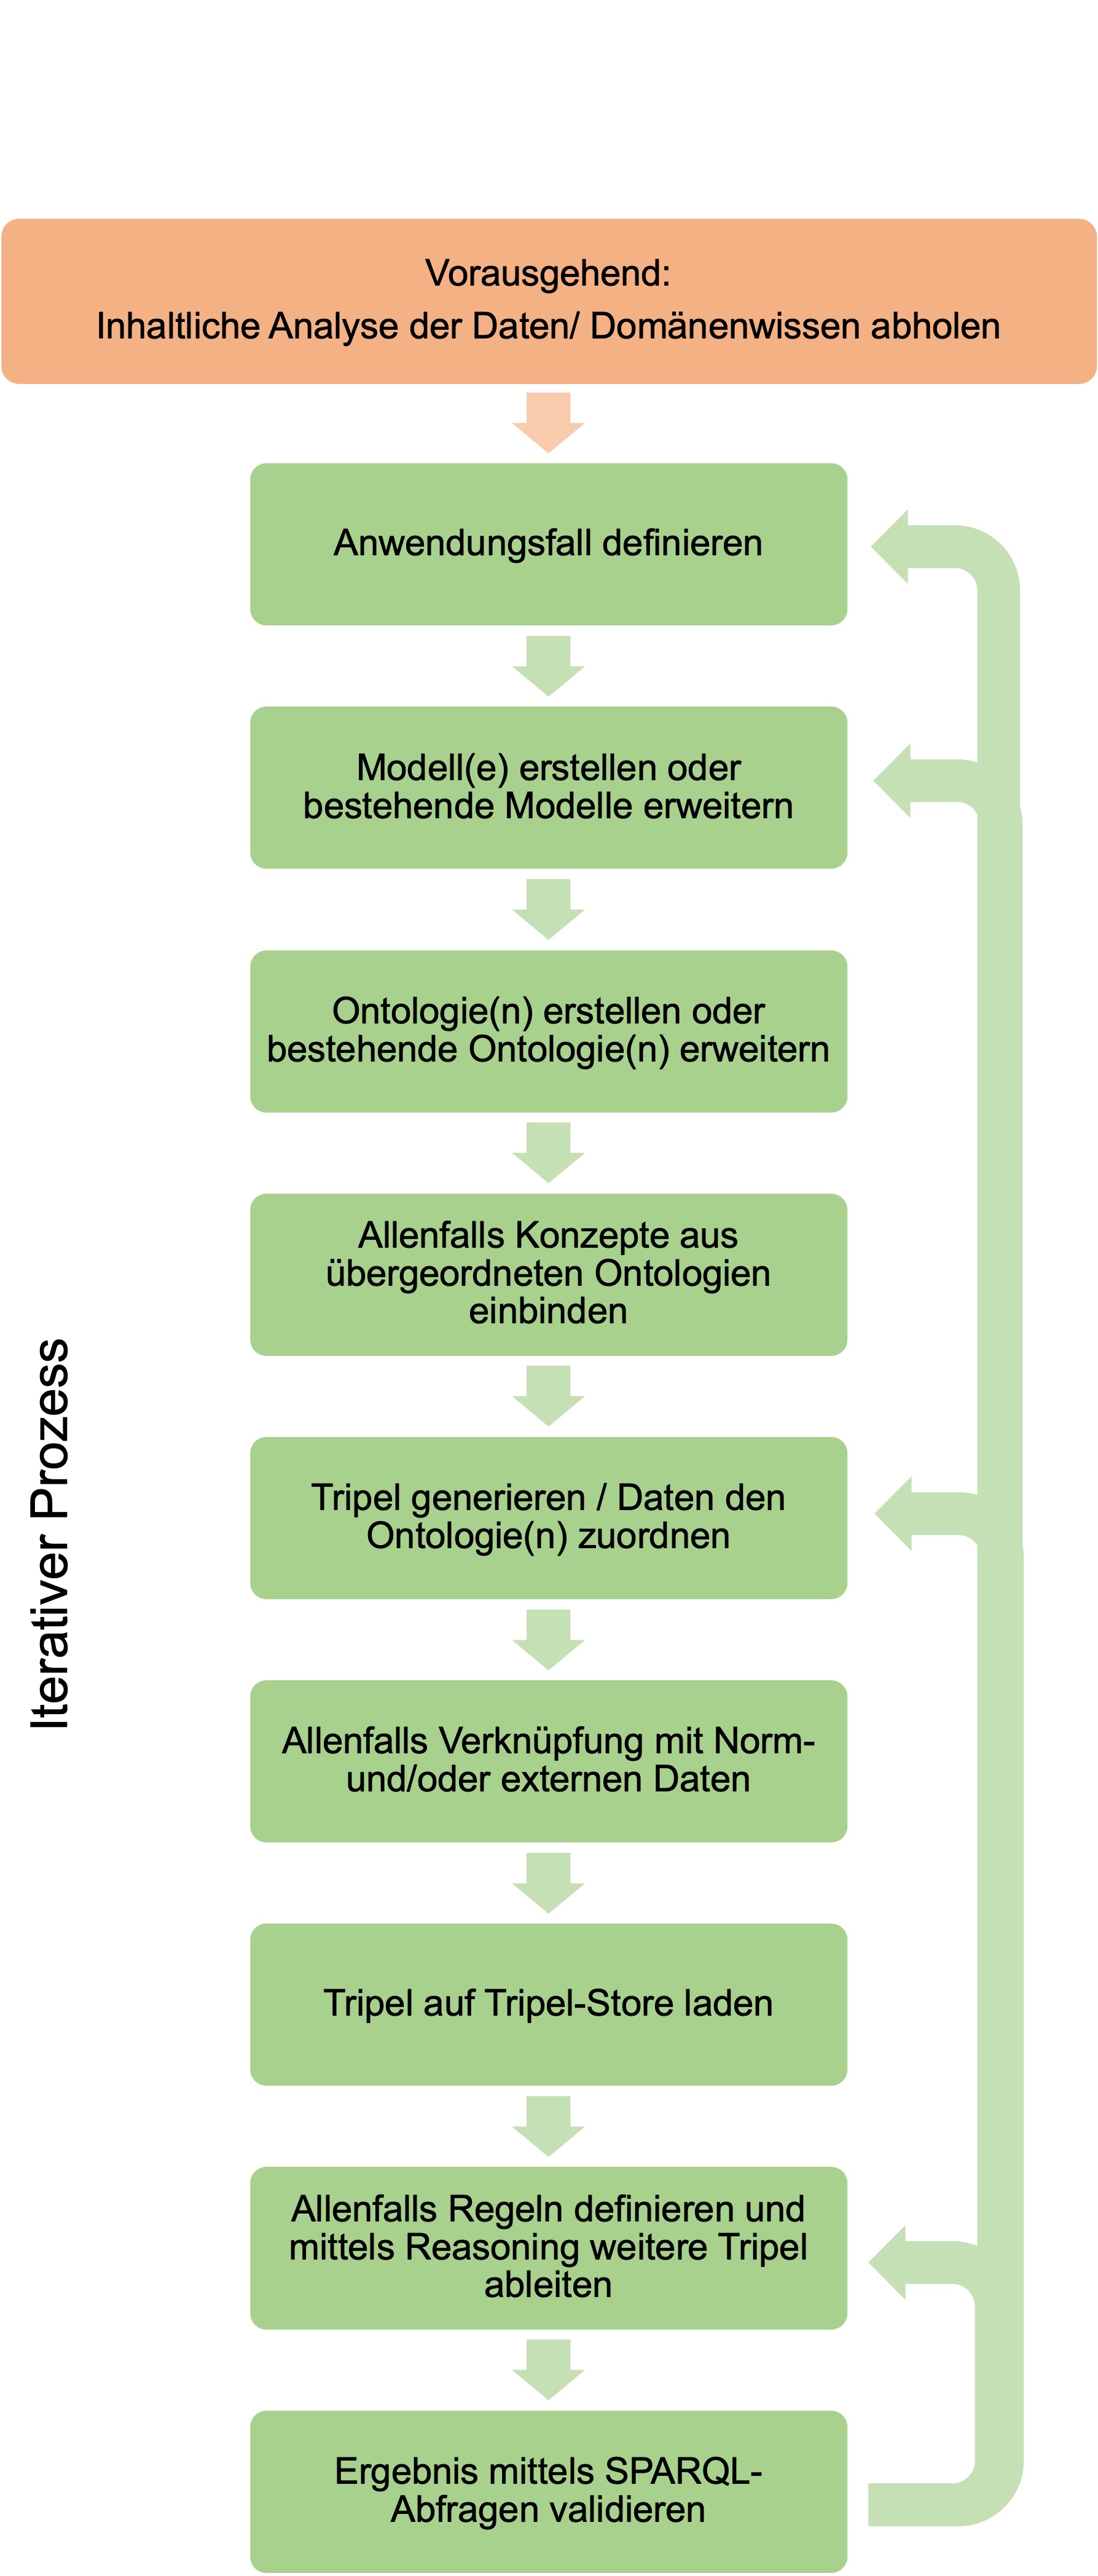 Vorausgehend:
Inhaltliche Analyse der Daten/ Domänenwissen abholen
Anwendungsfall definieren
Modell(e) erstellen oder
bestehende Modelle erweitern
Ontologie(n) erstellen oder
bestehende Ontologie(n) erweitern
Allenfalls Konzepte aus
übergeordneten Ontologien
einbinden
Iterativer Prozess
Tripel generieren / Daten den
Ontologie(n) zuordnen
Allenfalls Verknüpfung mit Norm-
und/oder externen Daten
Tripel auf Tripel-Store laden
Allenfalls Regeln definieren und
mittels Reasoning weitere Tripel
ableiten
Ergebnis mittels SPARQL-
Abfragen validieren